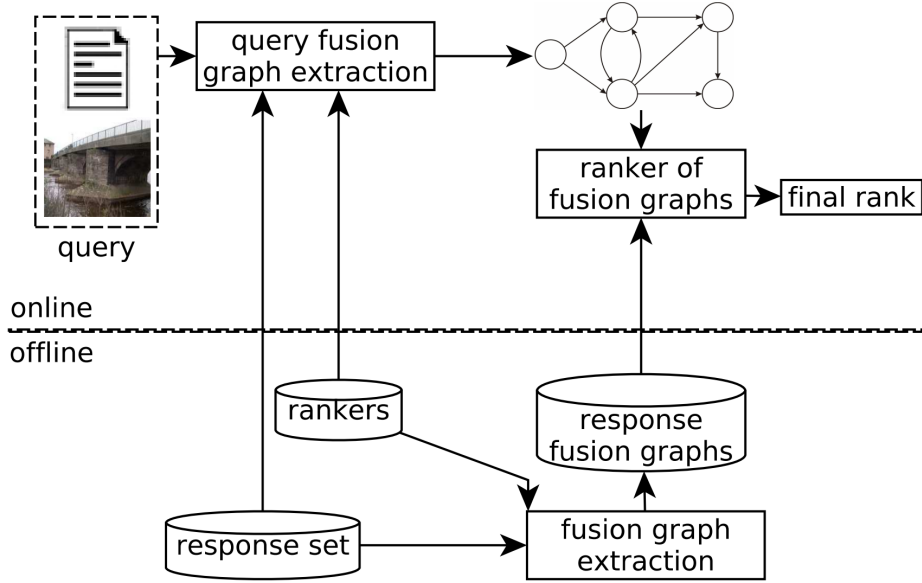 query fusion
graph extraction
query
ranker of
fusion graphs
final rank
online
offline
rankers
response
fusion graphs
response set
fusion graph
extraction